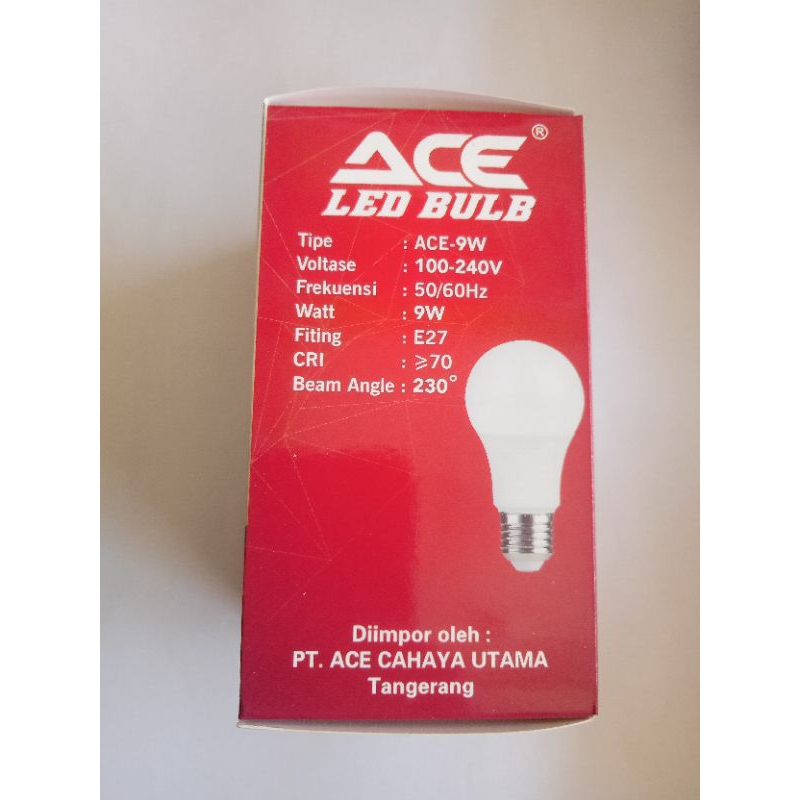 ACE®
LED BULB
Tipe : ACE-9W
Voltase : 100-240V
Frekuensi : 50/60Hz
Watt : 9W
Fiting : E27
CRI : ⩾70
Beam Angle : 230°
Diimpor oleh :
PT. ACE CAHAYA UTAMA
Tangerang